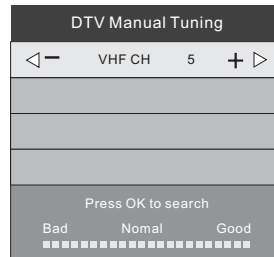 DTV Manual Tuning
− VHF CH 5 +
Press OK to search
Bad Nomal Good